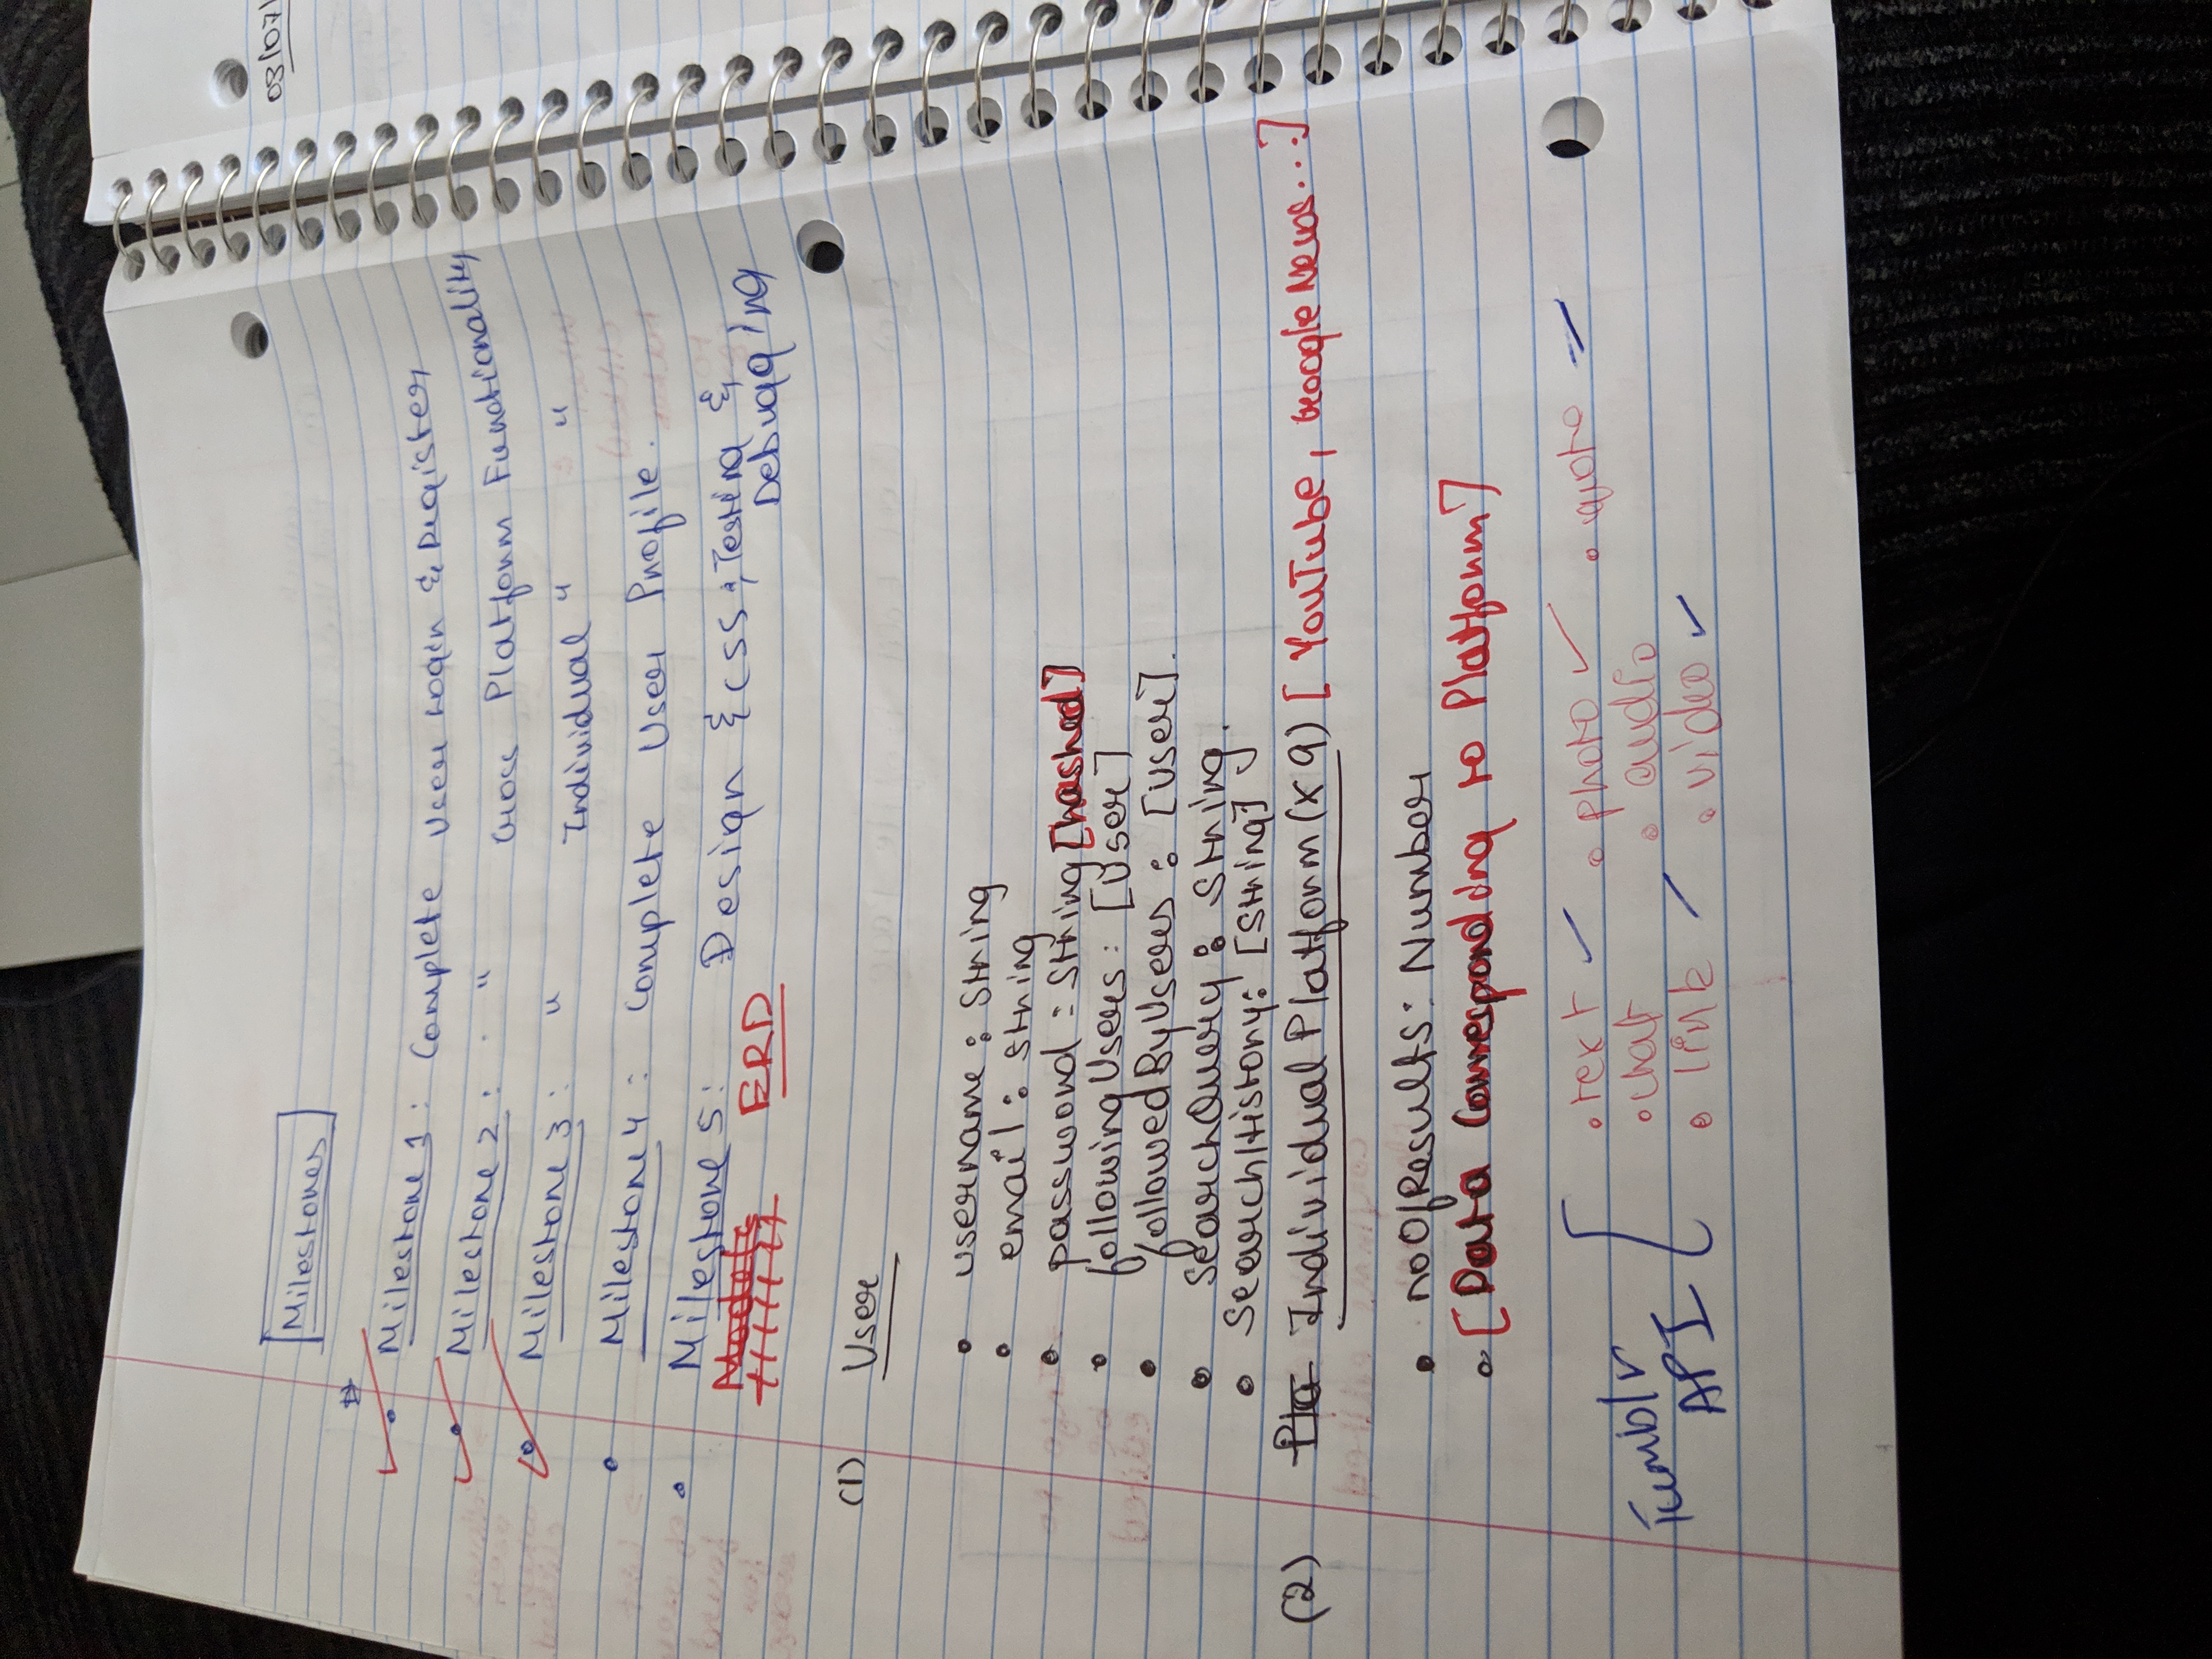 Milestones
Milestone 1: Complete User Login & Register
Milestone 2: " Cross Platform Functionality
Milestone 3: " Individual " "
Milestone 4: Complete User Profile.
Milestone 5: Design & CSS; Testing &
Debugging
Models ERD
(1) User
• username: String
• email: String
• password: String [hashed]
• followingUsers: [User]
• followedByUsers: [User].
• SearchQuery: String.
• SearchHistory: [String]
(2) Pla Individual Platform (x 9) [YouTube, Google News...]
• noOfResults: Number
• [Data Corresponding to Platform]
Tumblr
API
• text ✓ • photo ✓ • quote ✓
• chat • audio
• link ✓ • video ✓
03/07/